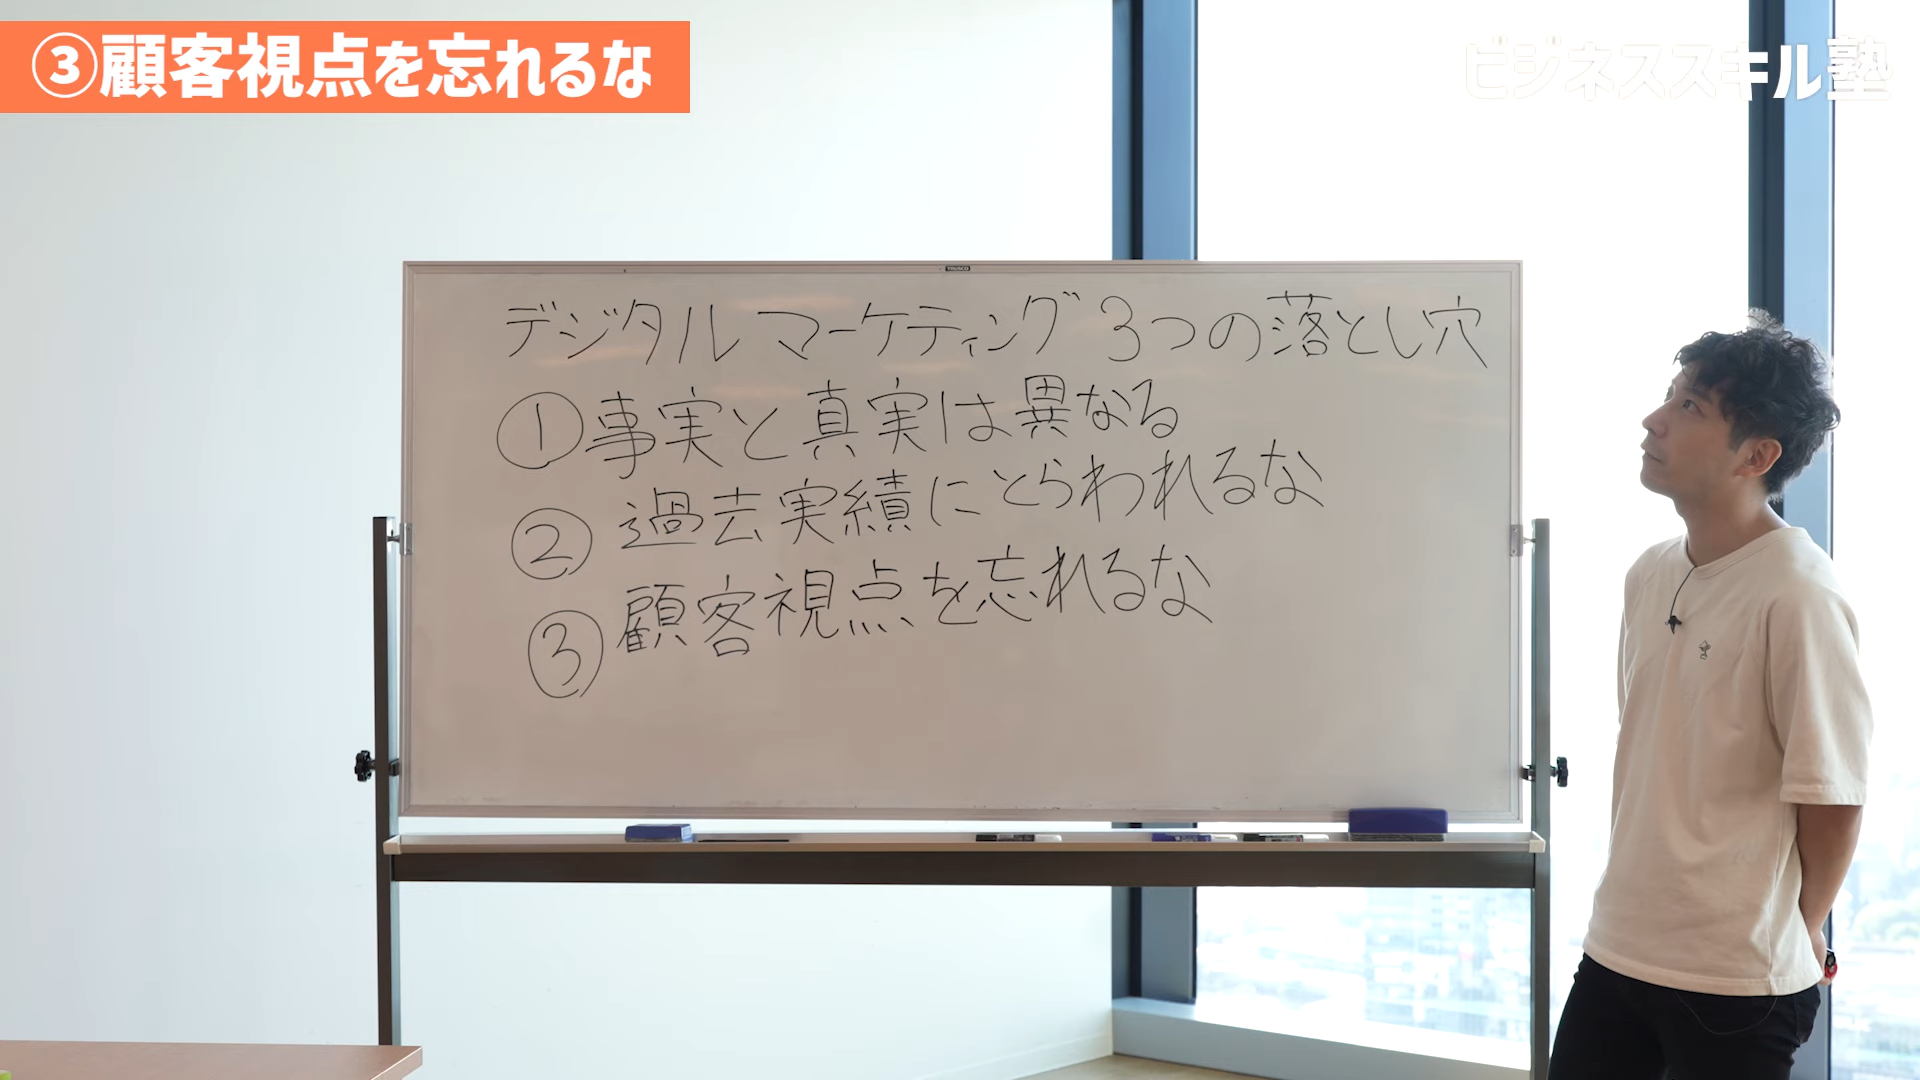 ③顧客視点を忘れるな
ビジネススキル塾
デジタルマーケティング 3つの落とし穴
①事実と真実は異なる
②過去実績にとらわれるな
③顧客視点を忘れるな